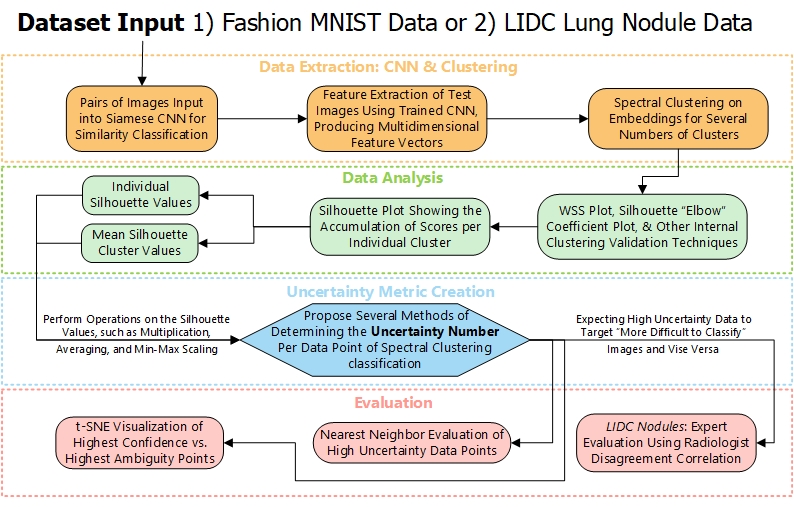 Dataset Input 1) Fashion MNIST Data or 2) LIDC Lung Nodule Data
Data Extraction: CNN & Clustering
Pairs of Images Input
into Siamese CNN for
Similarity Classification
Feature Extraction of Test
Images Using Trained CNN,
Producing Multidimensional
Feature Vectors
Spectral Clustering on
Embeddings for Several
Numbers of Clusters
Data Analysis
Individual
Silhouette Values
Mean Silhouette
Cluster Values
Silhouette Plot Showing the
Accumulation of Scores per
Individual Cluster
WSS Plot, Silhouette “Elbow”
Coefficient Plot, & Other Internal
Clustering Validation Techniques
Uncertainty Metric Creation
Perform Operations on the Silhouette
Values, such as Multiplication,
Averaging, and Min-Max Scaling
Propose Several Methods of
Determining the Uncertainty Number
Per Data Point of Spectral Clustering
classification
Expecting High Uncertainty Data to
Target “More Difficult to Classify”
Images and Vise Versa
Evaluation
t-SNE Visualization of
Highest Confidence vs.
Highest Ambiguity Points
Nearest Neighbor Evaluation of
High Uncertainty Data Points
LIDC Nodules: Expert
Evaluation Using Radiologist
Disagreement Correlation